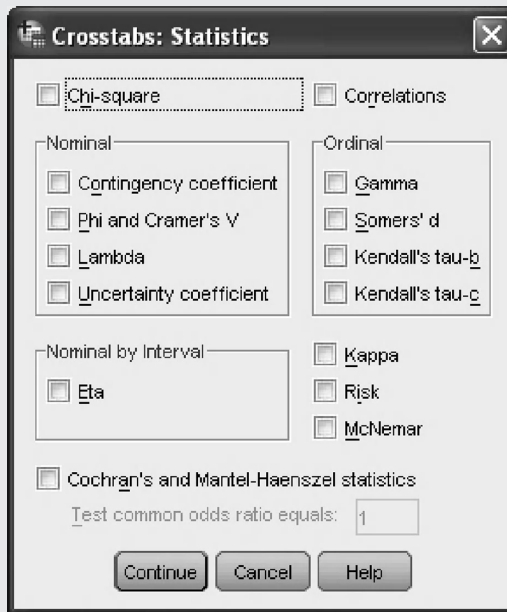 Crosstabs: Statistics
Chi-square
Correlations
Nominal
Contingency coefficient
Phi and Cramer's V
Lambda
Uncertainty coefficient
Ordinal
Gamma
Somers' d
Kendall's tau-b
Kendall's tau-c
Nominal by Interval
Eta
Kappa
Risk
McNemar
Cochran's and Mantel-Haenszel statistics
Test common odds ratio equals: 1
Continue Cancel Help